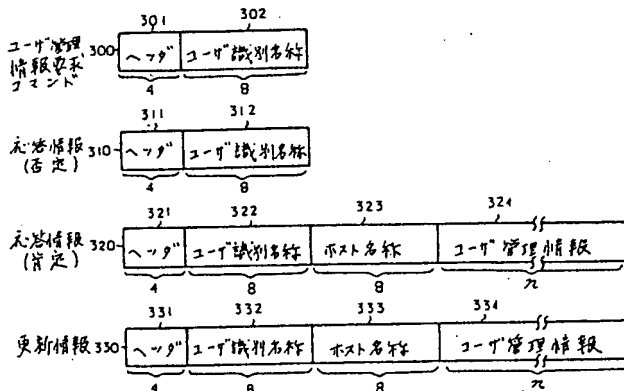 301 302
ユーザ管理
情報要求
コマンド
300 ヘッダ ユーザ識別名称
4 8
311 312
応答情報
(否定)
310 ヘッダ ユーザ識別名称
4 8
321 322 323 324
応答情報
(肯定)
320 ヘッダ ユーザ識別名称 ホスト名称 ユーザ管理情報
4 8 8 n
331 332 333 334
更新情報 330 ヘッダ ユーザ識別名称 ホスト名称 ユーザ管理情報
4 8 8 n